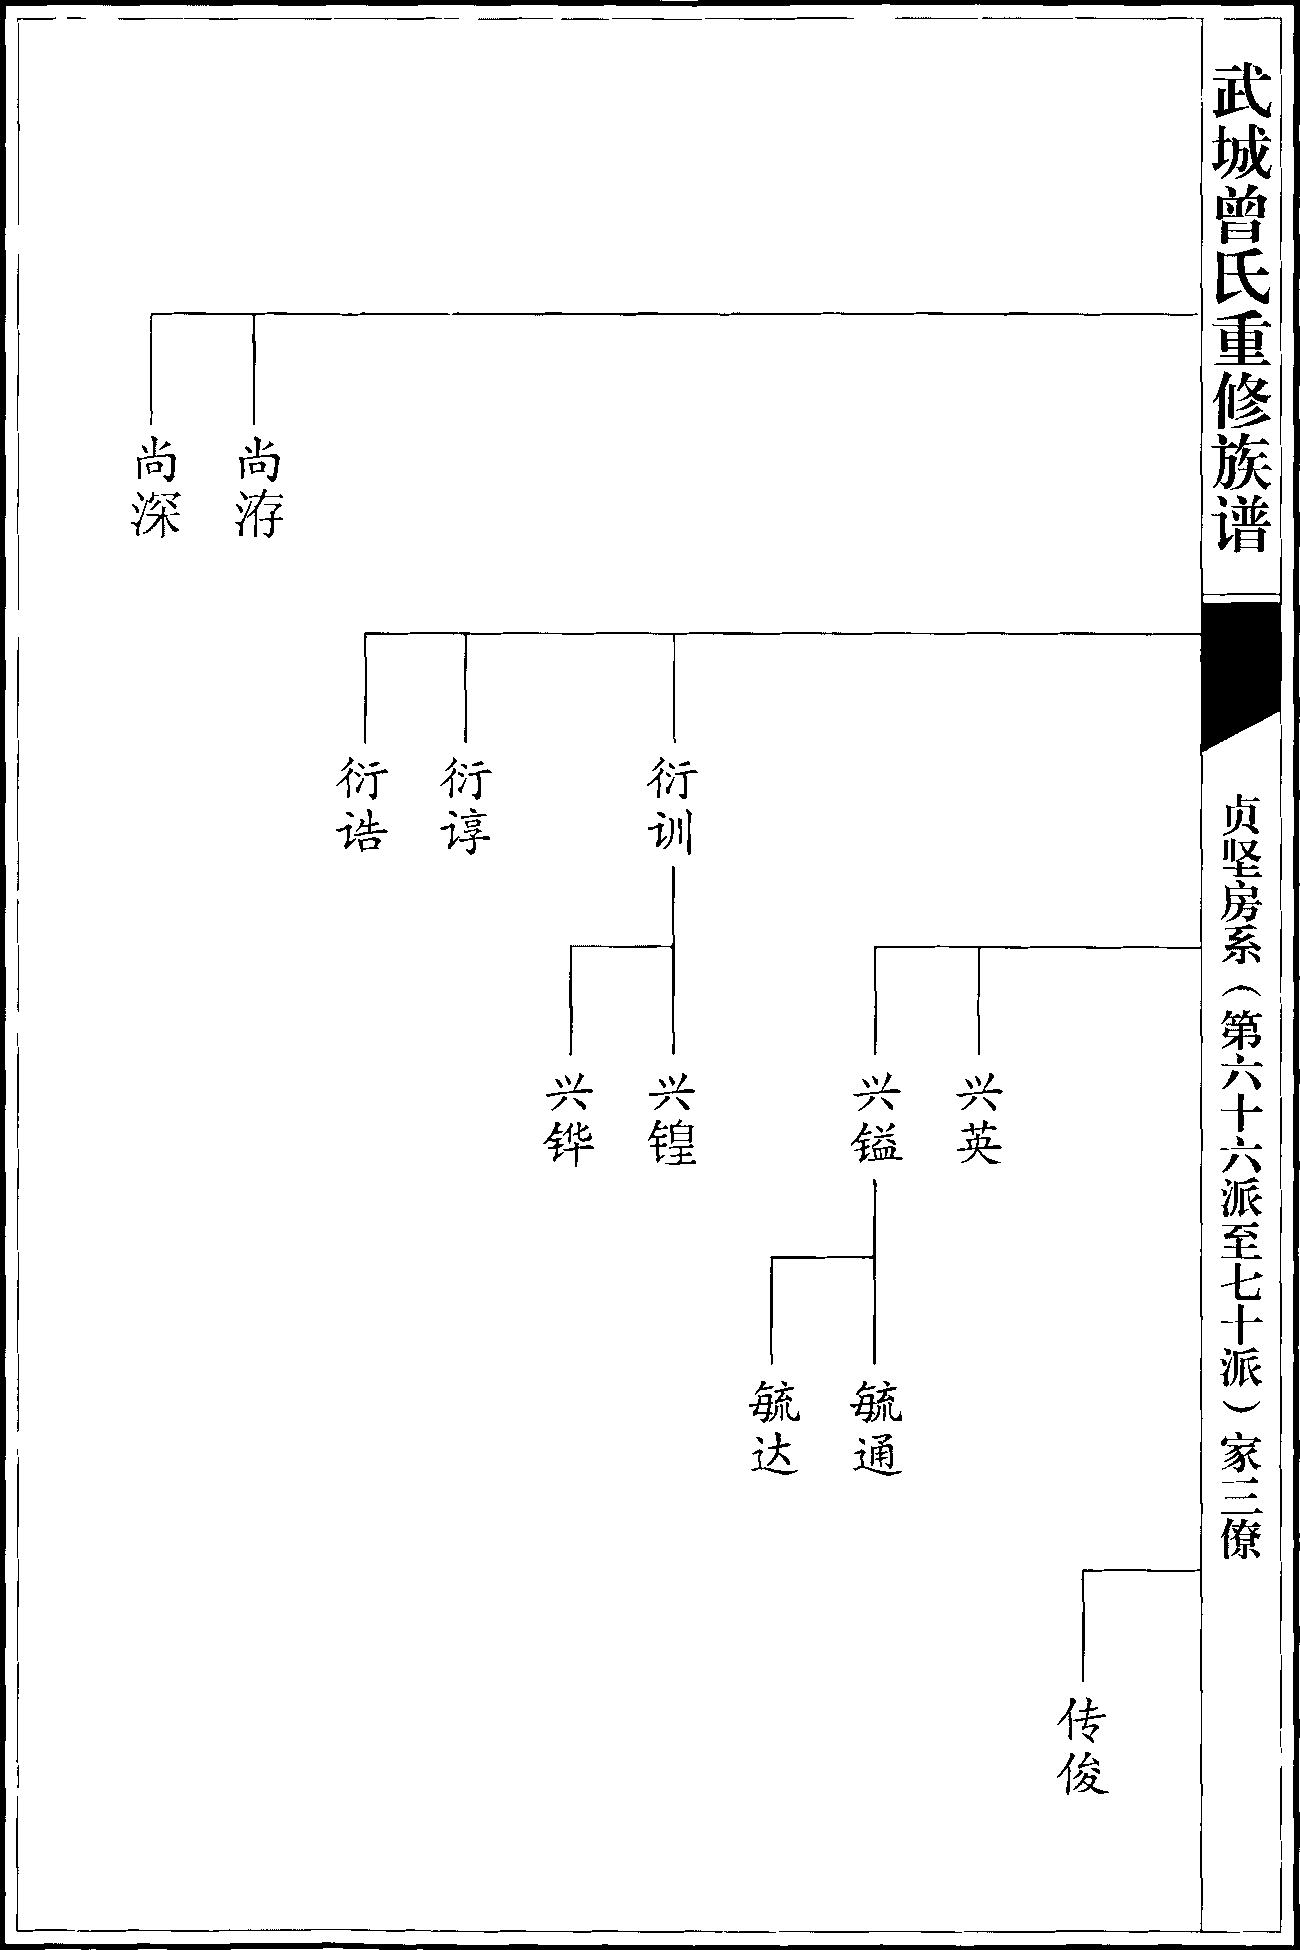 武城曾氏重修族谱
贞坚房系（第六十六派至七十派）家三僚
尚洊
尚深
衍训
衍谆
衍诰
兴英
兴镒
兴锽
兴铧
毓通
毓达
传俊